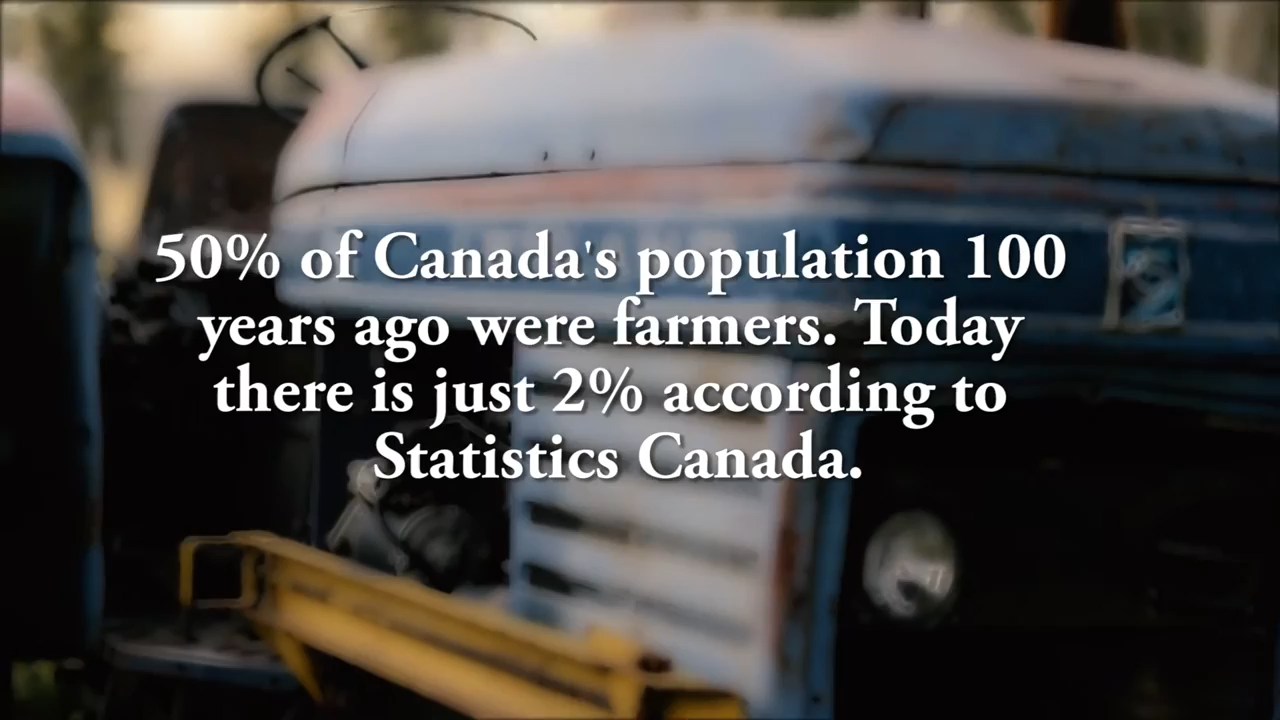 50% of Canada's population 100
years ago were farmers. Today
there is just 2% according to
Statistics Canada.